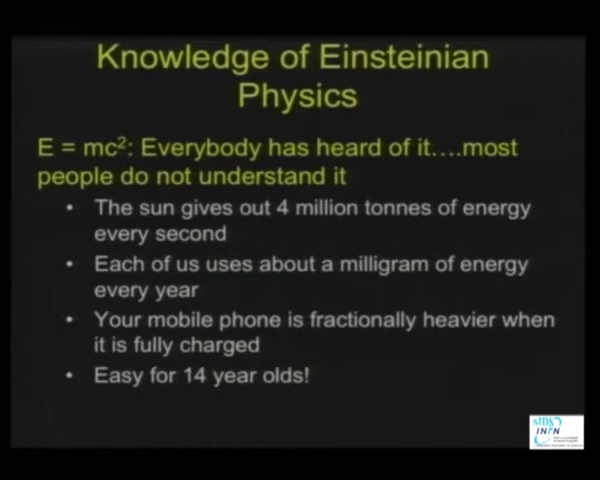 Knowledge of Einsteinian
Physics
E = mc²: Everybody has heard of it….most
people do not understand it
• The sun gives out 4 million tonnes of energy
every second
• Each of us uses about a milligram of energy
every year
• Your mobile phone is fractionally heavier when
it is fully charged
• Easy for 14 year olds!
INFN